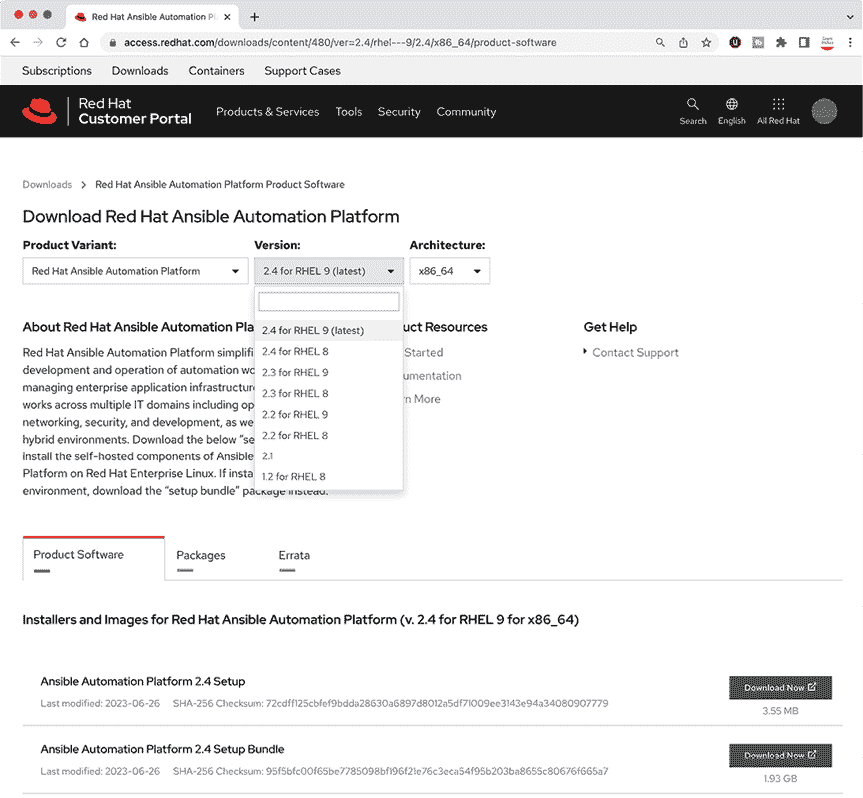 Red Hat Ansible Automation Pl
access.redhat.com/downloads/content/480/ver=2.4/rhel---9/2.4/x86_64/product-software
Subscriptions Downloads Containers Support Cases
Red Hat
Customer Portal
Products & Services Tools Security Community
Search English All Red Hat
Downloads > Red Hat Ansible Automation Platform Product Software
Download Red Hat Ansible Automation Platform
Product Variant: Version: Architecture:
Red Hat Ansible Automation Platform 2.4 for RHEL 9 (latest) x86_64
2.4 for RHEL 9 (latest)
2.4 for RHEL 8
2.3 for RHEL 9
2.3 for RHEL 8
2.2 for RHEL 9
2.2 for RHEL 8
2.1
1.2 for RHEL 8
About Red Hat Ansible Automation Pla
Red Hat Ansible Automation Platform simplifi
development and operation of automation wo
managing enterprise application infrastructur
works across multiple IT domains including op
networking, security, and development, as we
hybrid environments. Download the below "se
install the self-hosted components of Ansible
Platform on Red Hat Enterprise Linux. If insta
environment, download the "setup bundle" package instead.
uct Resources
Started
umentation
n More
Get Help
Contact Support
Product Software Packages Errata
Installers and Images for Red Hat Ansible Automation Platform (v. 2.4 for RHEL 9 for x86_64)
Ansible Automation Platform 2.4 Setup
Download Now
Last modified: 2023-06-26 SHA-256 Checksum: 72cdff125cbfef9bdda28630a6897d8012a5df71009ee3143e94a34080907779
3.55 MB
Ansible Automation Platform 2.4 Setup Bundle
Download Now
Last modified: 2023-06-26 SHA-256 Checksum: 95f5bfc00f65be7785098bf196f21e76c3eca54f95b203ba8655c80676f665a7
1.93 GB